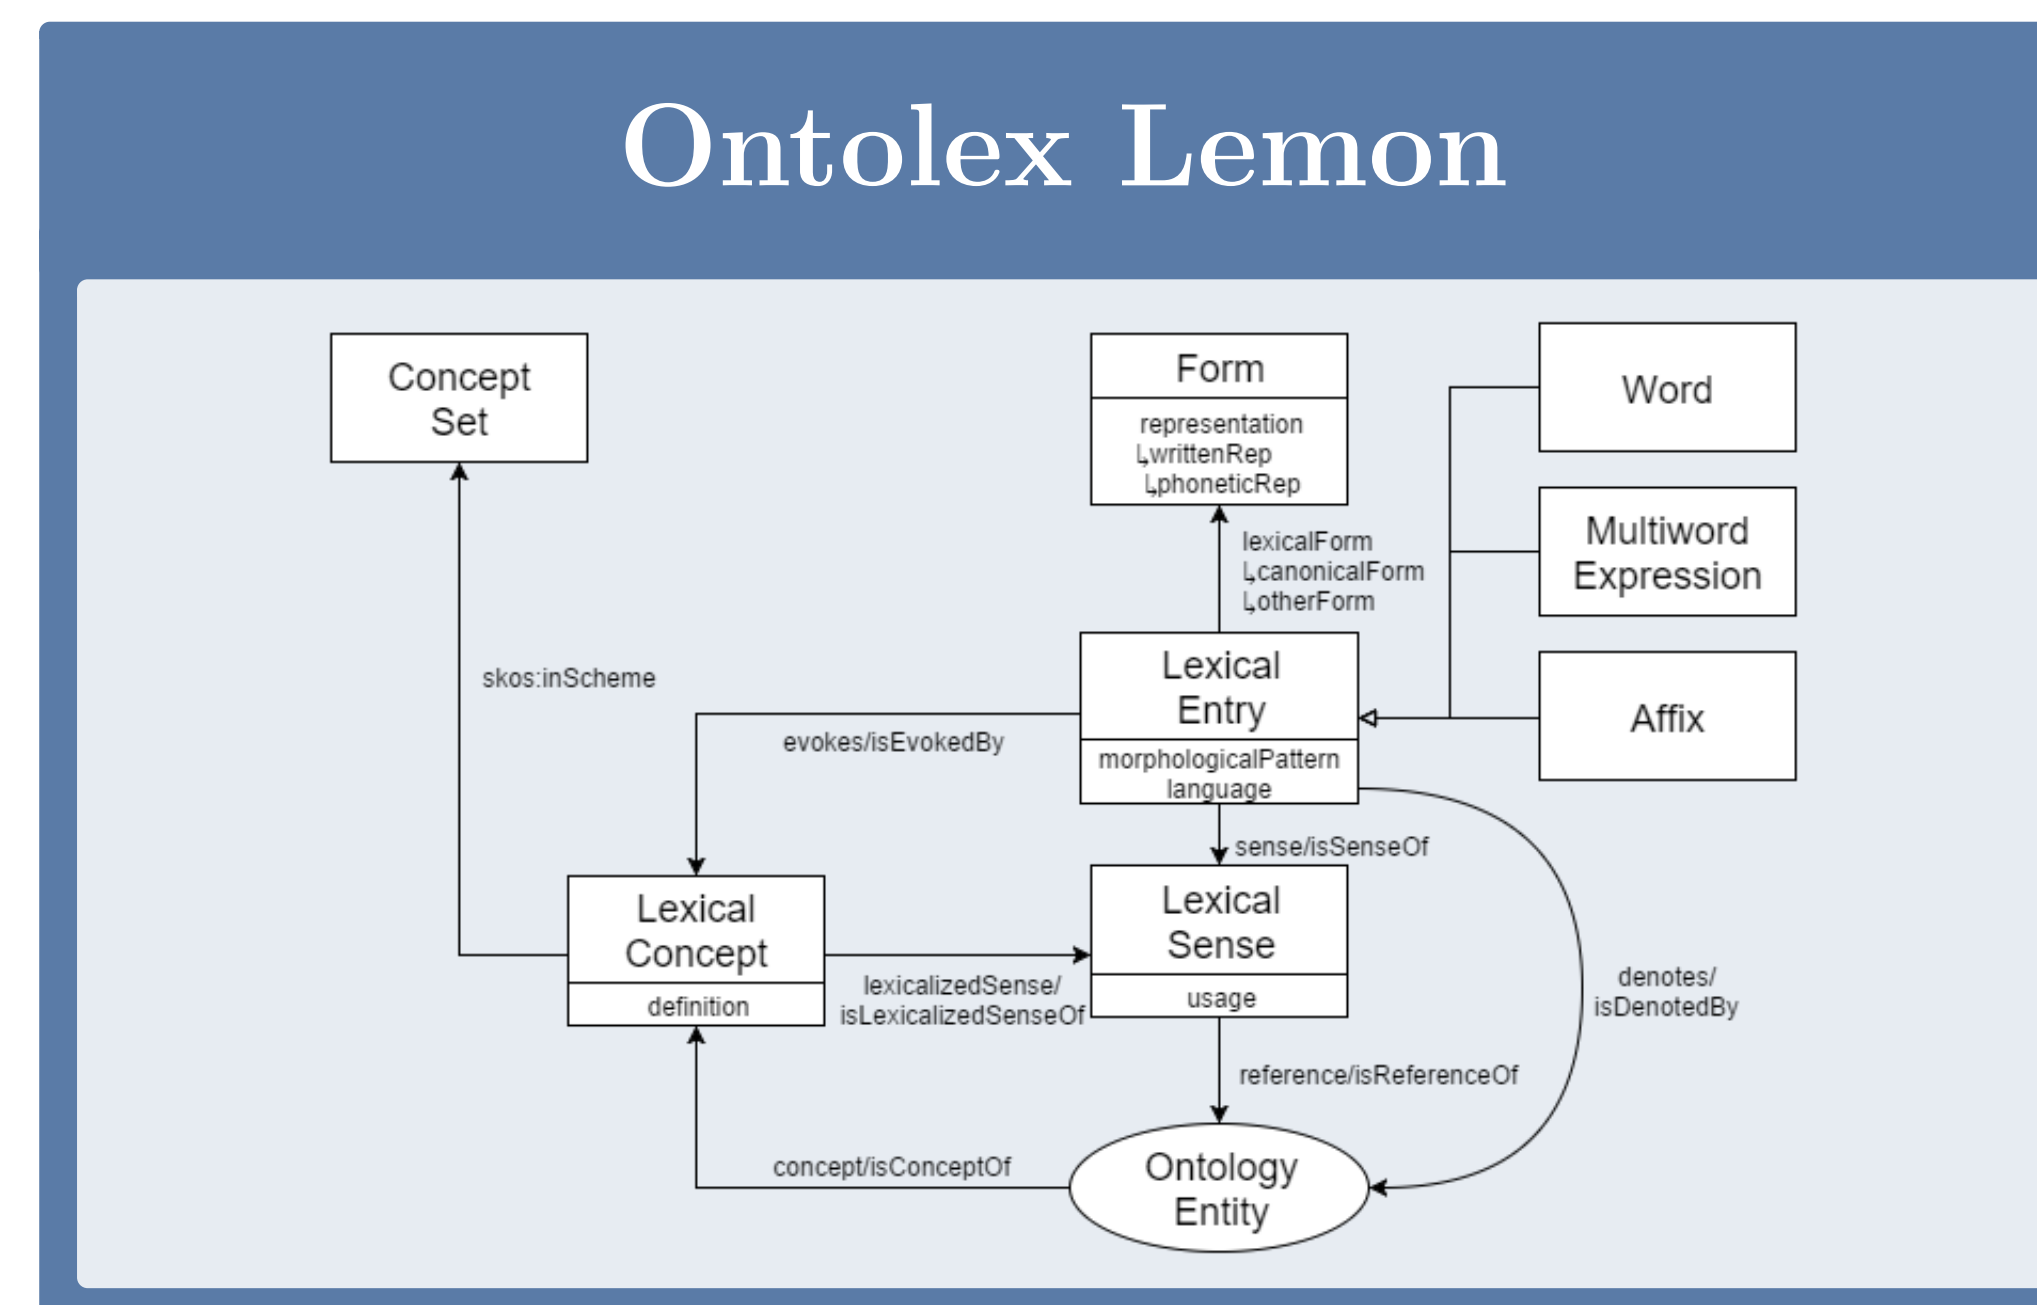 Ontolex Lemon
Concept
Set
Form
representation
↳writtenRep
↳phoneticRep
Word
Multiword
Expression
lexicalForm
↳canonicalForm
↳otherForm
Lexical
Entry
morphologicalPattern
language
Affix
skos:inScheme
evokes/isEvokedBy
sense/isSenseOf
Lexical
Concept
definition
lexicalizedSense/
isLexicalizedSenseOf
Lexical
Sense
usage
denotes/
isDenotedBy
reference/isReferenceOf
concept/isConceptOf
Ontology
Entity